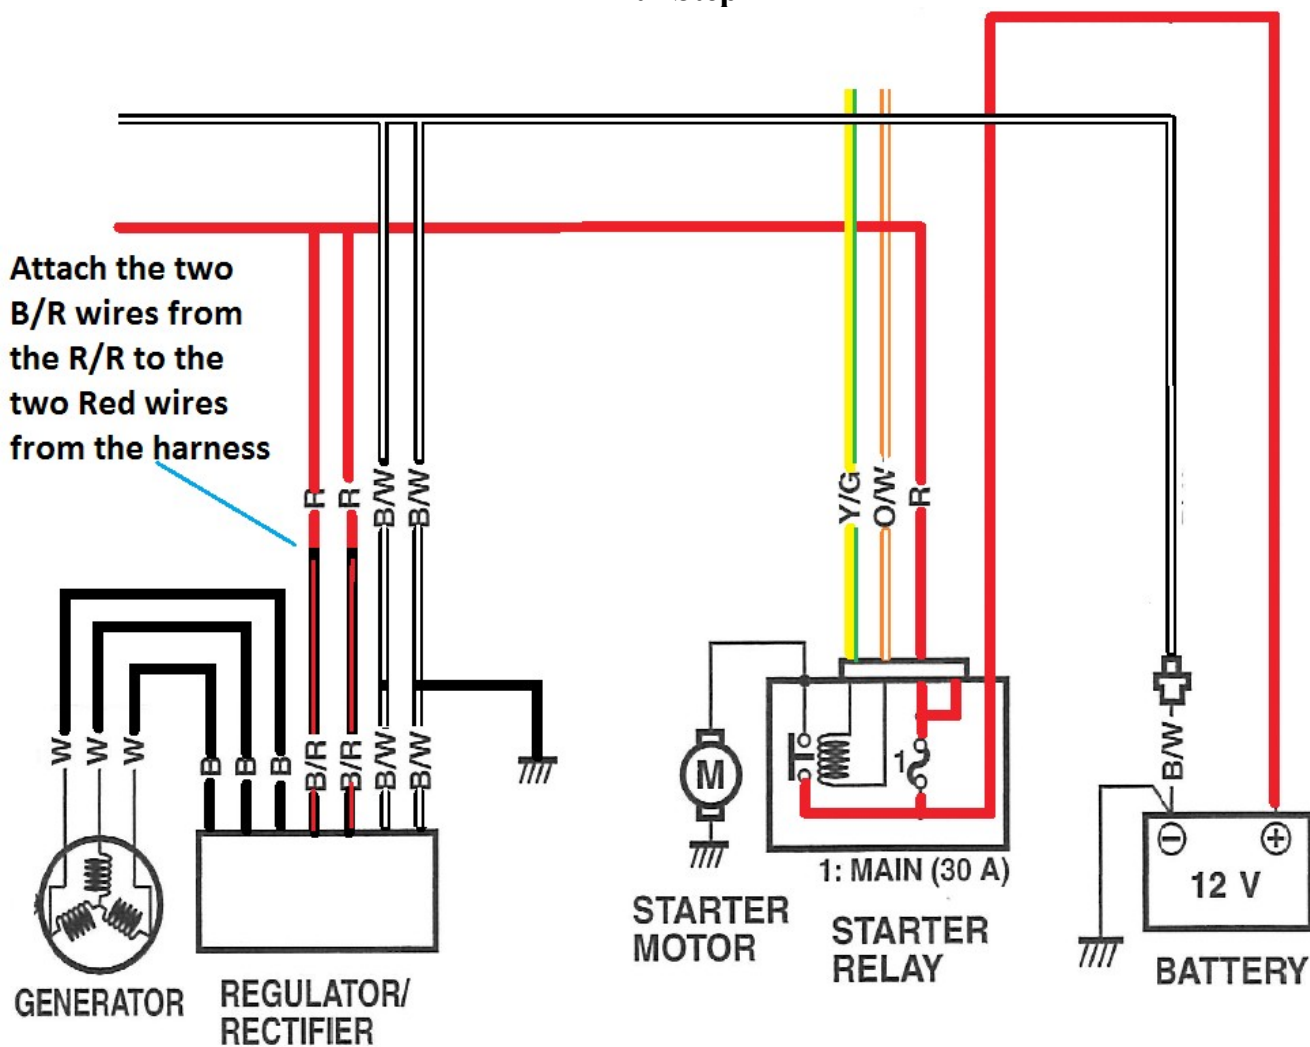 Attach the two
B/R wires from
the R/R to the
two Red wires
from the harness
R
R
B/W
B/W
Y/G
O/W
R
W
W
W
B
B
B
B/R
B/R
B/W
B/W
M
1
B/W
12 V
1: MAIN (30 A)
STARTER
MOTOR
STARTER
RELAY
BATTERY
GENERATOR
REGULATOR/
RECTIFIER